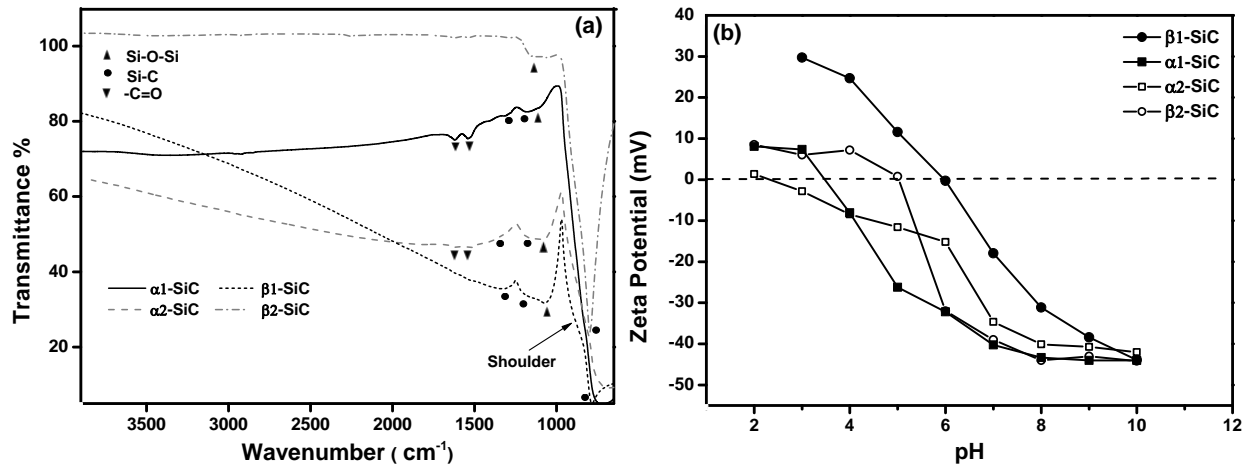 (a)
100
80
60
40
20
Transmittance %
▲ Si-O-Si
● Si-C
▼ -C=O
α1-SiC
β1-SiC
α2-SiC
β2-SiC
Shoulder
3500 3000 2500 2000 1500 1000
Wavenumber ( cm⁻¹
(b)
40
30
20
10
0
-10
-20
-30
-40
-50
Zeta Potential (mV)
β1-SiC
α1-SiC
α2-SiC
β2-SiC
2 4 6 8 10 12
pH